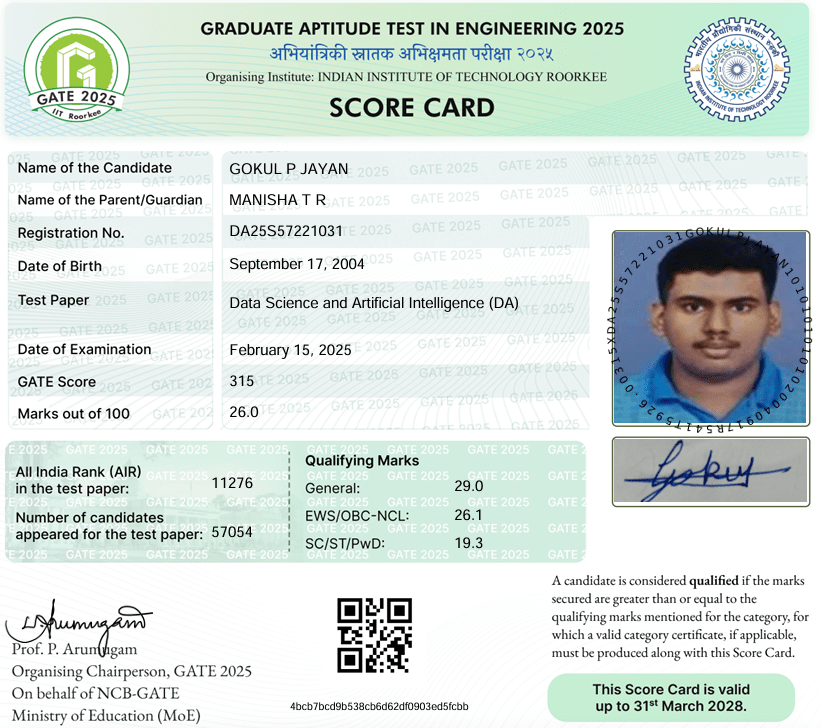 GATE 2025
IIT Roorkee
GRADUATE APTITUDE TEST IN ENGINEERING 2025
अभियांत्रिकी स्नातक अभिक्षमता परीक्षा २०२५
Organising Institute: INDIAN INSTITUTE OF TECHNOLOGY ROORKEE
SCORE CARD
भारतीय प्रौद्योगिकी संस्थान रुड़की
INDIAN INSTITUTE OF TECHNOLOGY ROORKEE
Name of the Candidate GOKUL P JAYAN
Name of the Parent/Guardian MANISHA T R
Registration No. DA25S57221031
Date of Birth September 17, 2004
Test Paper Data Science and Artificial Intelligence (DA)
Date of Examination February 15, 2025
GATE Score 315
Marks out of 100 26.0
All India Rank (AIR)
in the test paper: 11276
Number of candidates
appeared for the test paper: 57054
Qualifying Marks
General: 29.0
EWS/OBC-NCL: 26.1
SC/ST/PwD: 19.3
Gokul
A candidate is considered qualified if the marks
secured are greater than or equal to the
qualifying marks mentioned for the category, for
which a valid category certificate, if applicable,
must be produced along with this Score Card.
This Score Card is valid
up to 31st March 2028.
Prof. P. Arumugam
Organising Chairperson, GATE 2025
On behalf of NCB-GATE
Ministry of Education (MoE)
4bcb7bcd9b538cb6d62df0903ed5fcbb